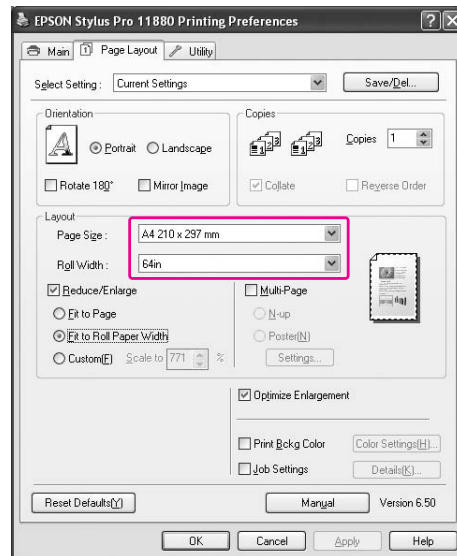 EPSON Stylus Pro 11880 Printing Preferences
Main Page Layout Utility
Select Setting : Current Settings Save/Del...
Orientation Copies
A Portrait Landscape Copies 1
Rotate 180° Mirror Image Collate Reverse Order
Layout
Page Size : A4 210 x 297 mm
Roll Width : 64in
Reduce/Enlarge Multi-Page
Fit to Page N-up
Fit to Roll Paper Width Poster(N)
Custom(F) Scale to 771 % Settings...
Optimize Enlargement
Print Bckg Color Color Settings(H)...
Job Settings Details(K)...
Reset Defaults(Y) Manual Version 6.50
OK Cancel Apply Help